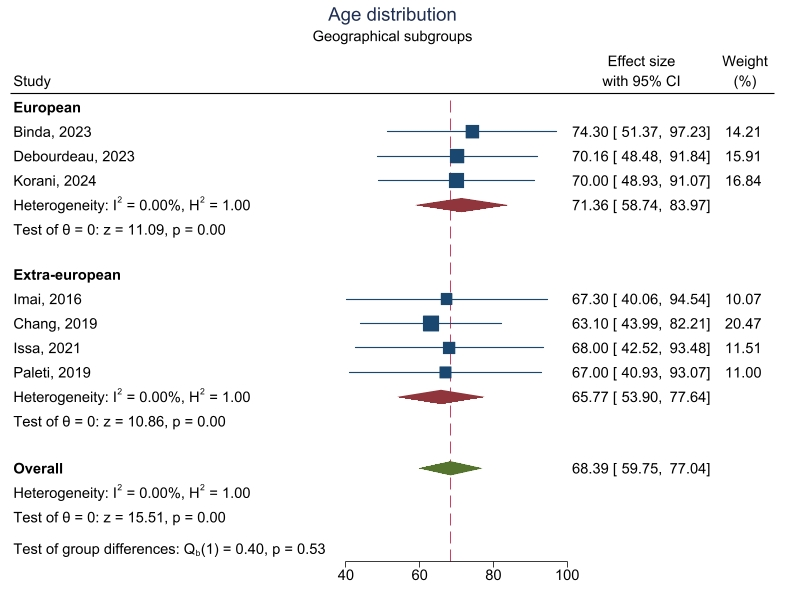 Age distribution
Geographical subgroups
Effect size Weight
Study with 95% CI (%)
European
Binda, 2023 74.30 [ 51.37, 97.23] 14.21
Debourdeau, 2023 70.16 [ 48.48, 91.84] 15.91
Korani, 2024 70.00 [ 48.93, 91.07] 16.84
Heterogeneity: I² = 0.00%, H² = 1.00 71.36 [ 58.74, 83.97]
Test of θ = 0: z = 11.09, p = 0.00
Extra-european
Imai, 2016 67.30 [ 40.06, 94.54] 10.07
Chang, 2019 63.10 [ 43.99, 82.21] 20.47
Issa, 2021 68.00 [ 42.52, 93.48] 11.51
Paleti, 2019 67.00 [ 40.93, 93.07] 11.00
Heterogeneity: I² = 0.00%, H² = 1.00 65.77 [ 53.90, 77.64]
Test of θ = 0: z = 10.86, p = 0.00
Overall 68.39 [ 59.75, 77.04]
Heterogeneity: I² = 0.00%, H² = 1.00
Test of θ = 0: z = 15.51, p = 0.00
Test of group differences: Q_b(1) = 0.40, p = 0.53
40 60 80 100